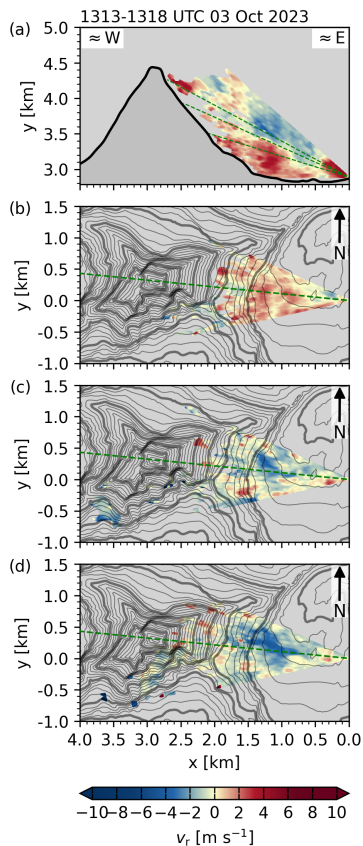 1313-1318 UTC 03 Oct 2023
(a)
5.0
≈ W
≈ E
4.5
4.0
3.5
3.0
y [km]
(b)
1.5
1.0
0.5
0.0
-0.5
-1.0
y [km]
N
(c)
1.5
1.0
0.5
0.0
-0.5
-1.0
y [km]
N
(d)
1.5
1.0
0.5
0.0
-0.5
-1.0
y [km]
N
4.0 3.5 3.0 2.5 2.0 1.5 1.0 0.5 0.0
x [km]
−10−8 −6 −4 −2 0 2 4 6 8 10
vr [m s⁻¹]